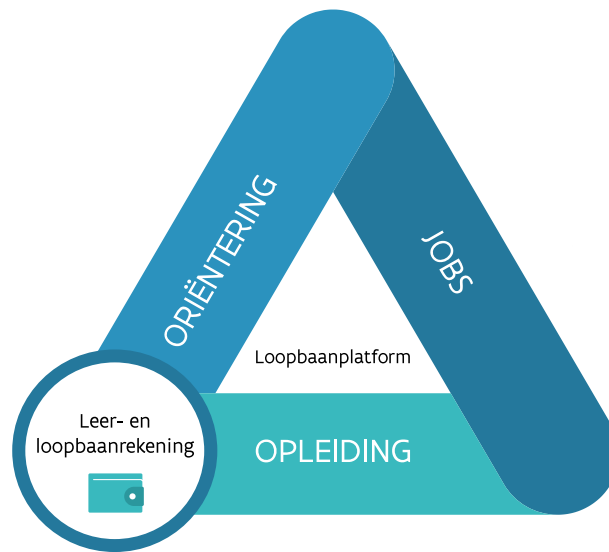 ORIËNTERING
JOBS
Loopbaanplatform
Leer- en
loopbaanrekening
OPLEIDING